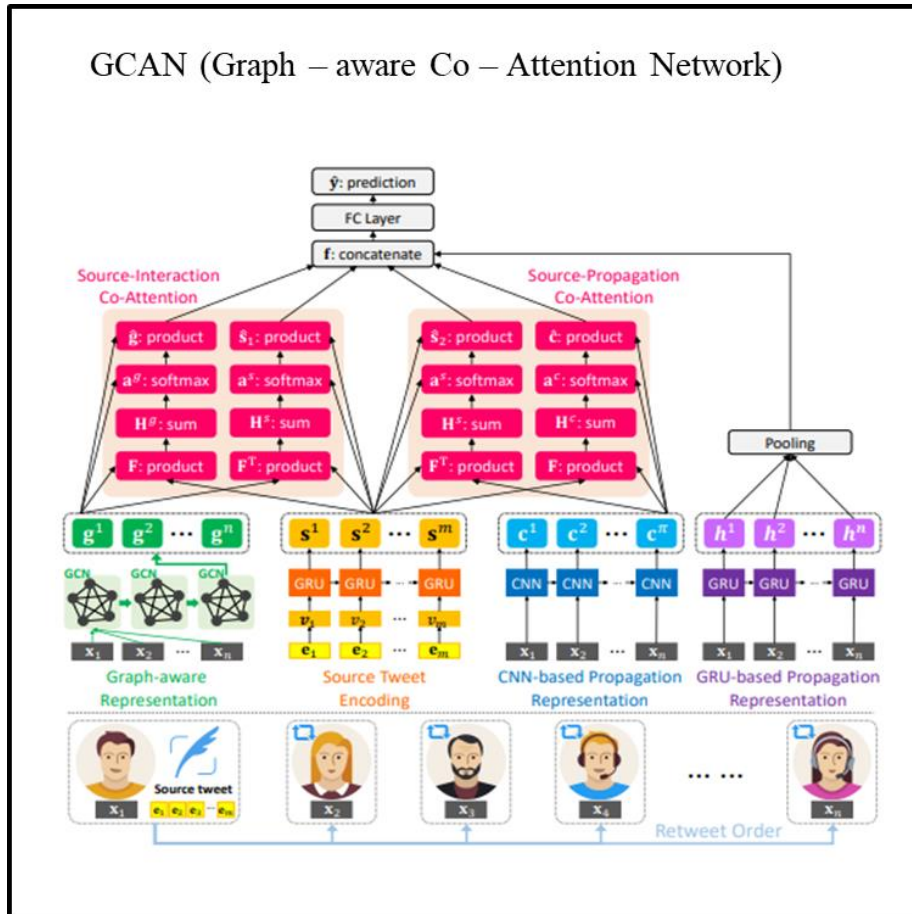 GCAN (Graph – aware Co – Attention Network)
ŷ: prediction
FC Layer
f: concatenate
Source-Interaction
Co-Attention
Source-Propagation
Co-Attention
ĝ: product ŝ₁: product ŝ₂: product ĉ: product
aᵍ: softmax aˢ: softmax aˢ: softmax aᶜ: softmax
Hᵍ: sum Hˢ: sum Hˢ: sum Hᶜ: sum
F: product Fᵀ: product Fᵀ: product F: product
Pooling
g¹ g² ··· gⁿ s¹ s² ··· sᵐ c¹ c² ··· cⁿ h¹ h² ··· hⁿ
GCN GCN GCN
GRU GRU ··· GRU CNN CNN ··· CNN GRU GRU ··· GRU
v₁ v₂ ··· vₘ
e₁ e₂ ··· eₘ
x₁ x₂ ··· xₙ x₁ x₂ ··· xₙ x₁ x₂ ··· xₙ
Graph-aware
Representation
Source Tweet
Encoding
CNN-based Propagation
Representation
GRU-based Propagation
Representation
Source tweet
x₁ e₁ e₂ e₃ ··· eₘ x₂ x₃ x₄ ··· ··· xₙ
Retweet Order